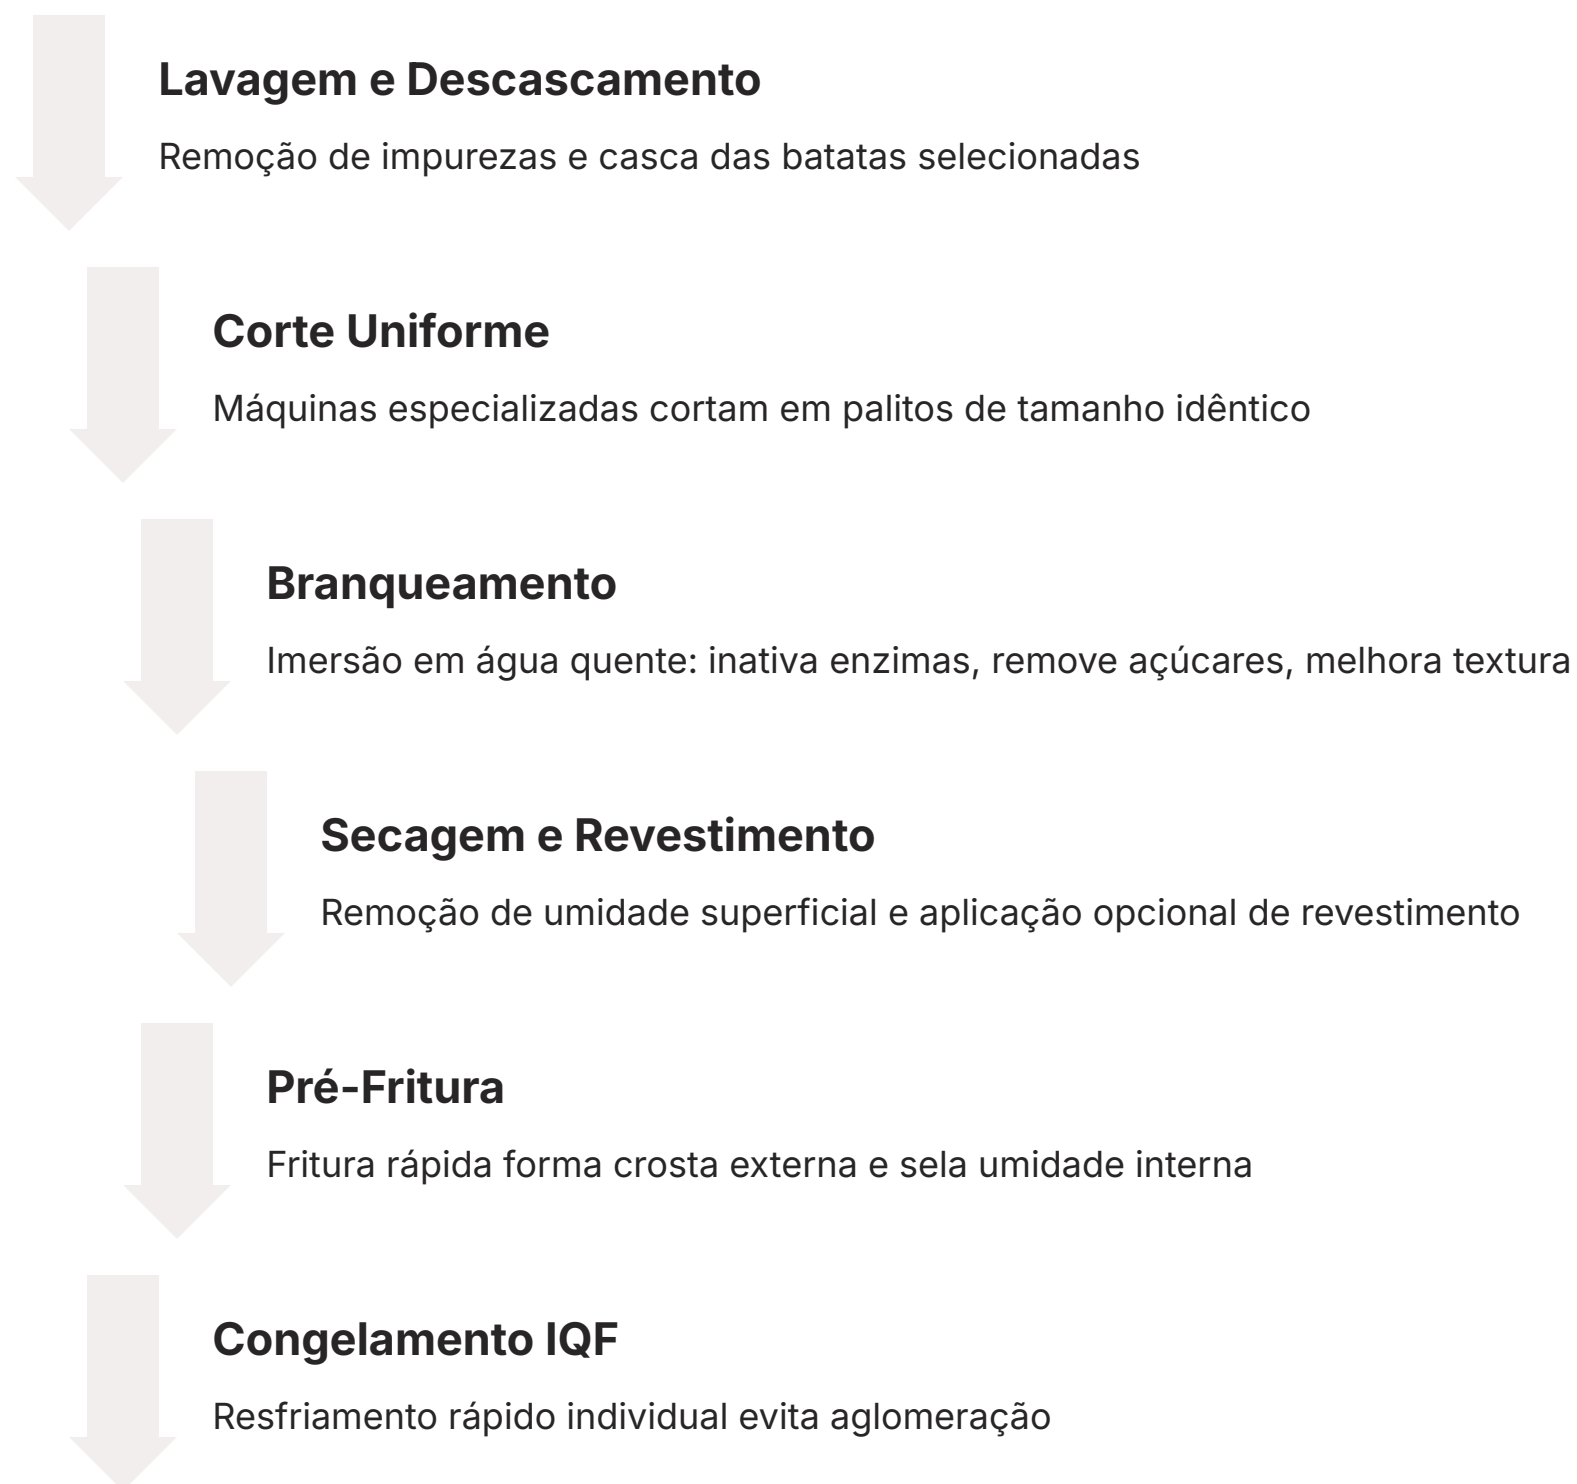 Lavagem e Descascamento
Remoção de impurezas e casca das batatas selecionadas
Corte Uniforme
Máquinas especializadas cortam em palitos de tamanho idêntico
Branqueamento
Imersão em água quente: inativa enzimas, remove açúcares, melhora textura
Secagem e Revestimento
Remoção de umidade superficial e aplicação opcional de revestimento
Pré-Fritura
Fritura rápida forma crosta externa e sela umidade interna
Congelamento IQF
Resfriamento rápido individual evita aglomeração